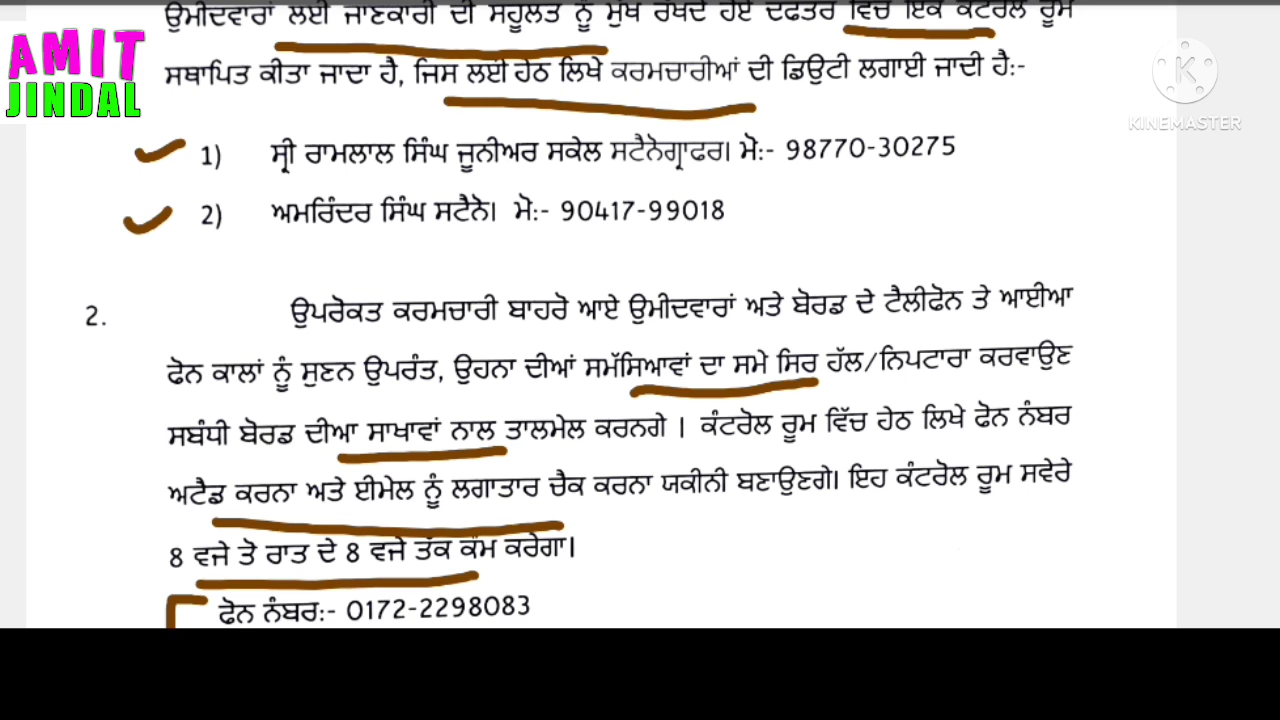 AMIT
JINDAL
ਉਮੀਦਵਾਰਾਂ ਲਈ ਜਾਣਕਾਰੀ ਦੀ ਸਹੂਲਤ ਨੂੰ ਮੁੱਖ ਰੱਖਦੇ ਹੋਏ ਦਫਤਰ ਵਿਚ ਇਕ ਕੰਟਰੋਲ ਰੂਮ
ਸਥਾਪਿਤ ਕੀਤਾ ਜਾਂਦਾ ਹੈ, ਜਿਸ ਲਈ ਹੇਠ ਲਿਖੇ ਕਰਮਚਾਰੀਆਂ ਦੀ ਡਿਉਟੀ ਲਗਾਈ ਜਾਂਦੀ ਹੈ:-
KINEMASTER
1) ਸ੍ਰੀ ਰਾਮਲਾਲ ਸਿੰਘ ਜੂਨੀਅਰ ਸਕੇਲ ਸਟੈਨੋਗ੍ਰਾਫਰ। ਮੋ:- 98770-30275
2) ਅਮਰਿੰਦਰ ਸਿੰਘ ਸਟੈਨੋ। ਮੋ:- 90417-99018
2. ਉਪਰੋਕਤ ਕਰਮਚਾਰੀ ਬਾਹਰੋ ਆਏ ਉਮੀਦਵਾਰਾਂ ਅਤੇ ਬੋਰਡ ਦੇ ਟੈਲੀਫੋਨ ਤੇ ਆਈਆ
ਫੋਨ ਕਾਲਾਂ ਨੂੰ ਸੁਣਨ ਉਪਰੰਤ, ਉਹਨਾ ਦੀਆਂ ਸਮੱਸਿਆਵਾਂ ਦਾ ਸਮੇ ਸਿਰ ਹੱਲ/ਨਿਪਟਾਰਾ ਕਰਵਾਉਣ
ਸਬੰਧੀ ਬੋਰਡ ਦੀਆ ਸਾਖਾਵਾਂ ਨਾਲ ਤਾਲਮੇਲ ਕਰਨਗੇ । ਕੰਟਰੋਲ ਰੂਮ ਵਿੱਚ ਹੇਠ ਲਿਖੇ ਫੋਨ ਨੰਬਰ
ਅਟੈਡ ਕਰਨਾ ਅਤੇ ਈਮੇਲ ਨੂੰ ਲਗਾਤਾਰ ਚੈਕ ਕਰਨਾ ਯਕੀਨੀ ਬਣਾਉਣਗੇ। ਇਹ ਕੰਟਰੋਲ ਰੂਮ ਸਵੇਰੇ
8 ਵਜੇ ਤੋ ਰਾਤ ਦੇ 8 ਵਜੇ ਤੱਕ ਕੰਮ ਕਰੇਗਾ।
ਫੋਨ ਨੰਬਰ:- 0172-2298083